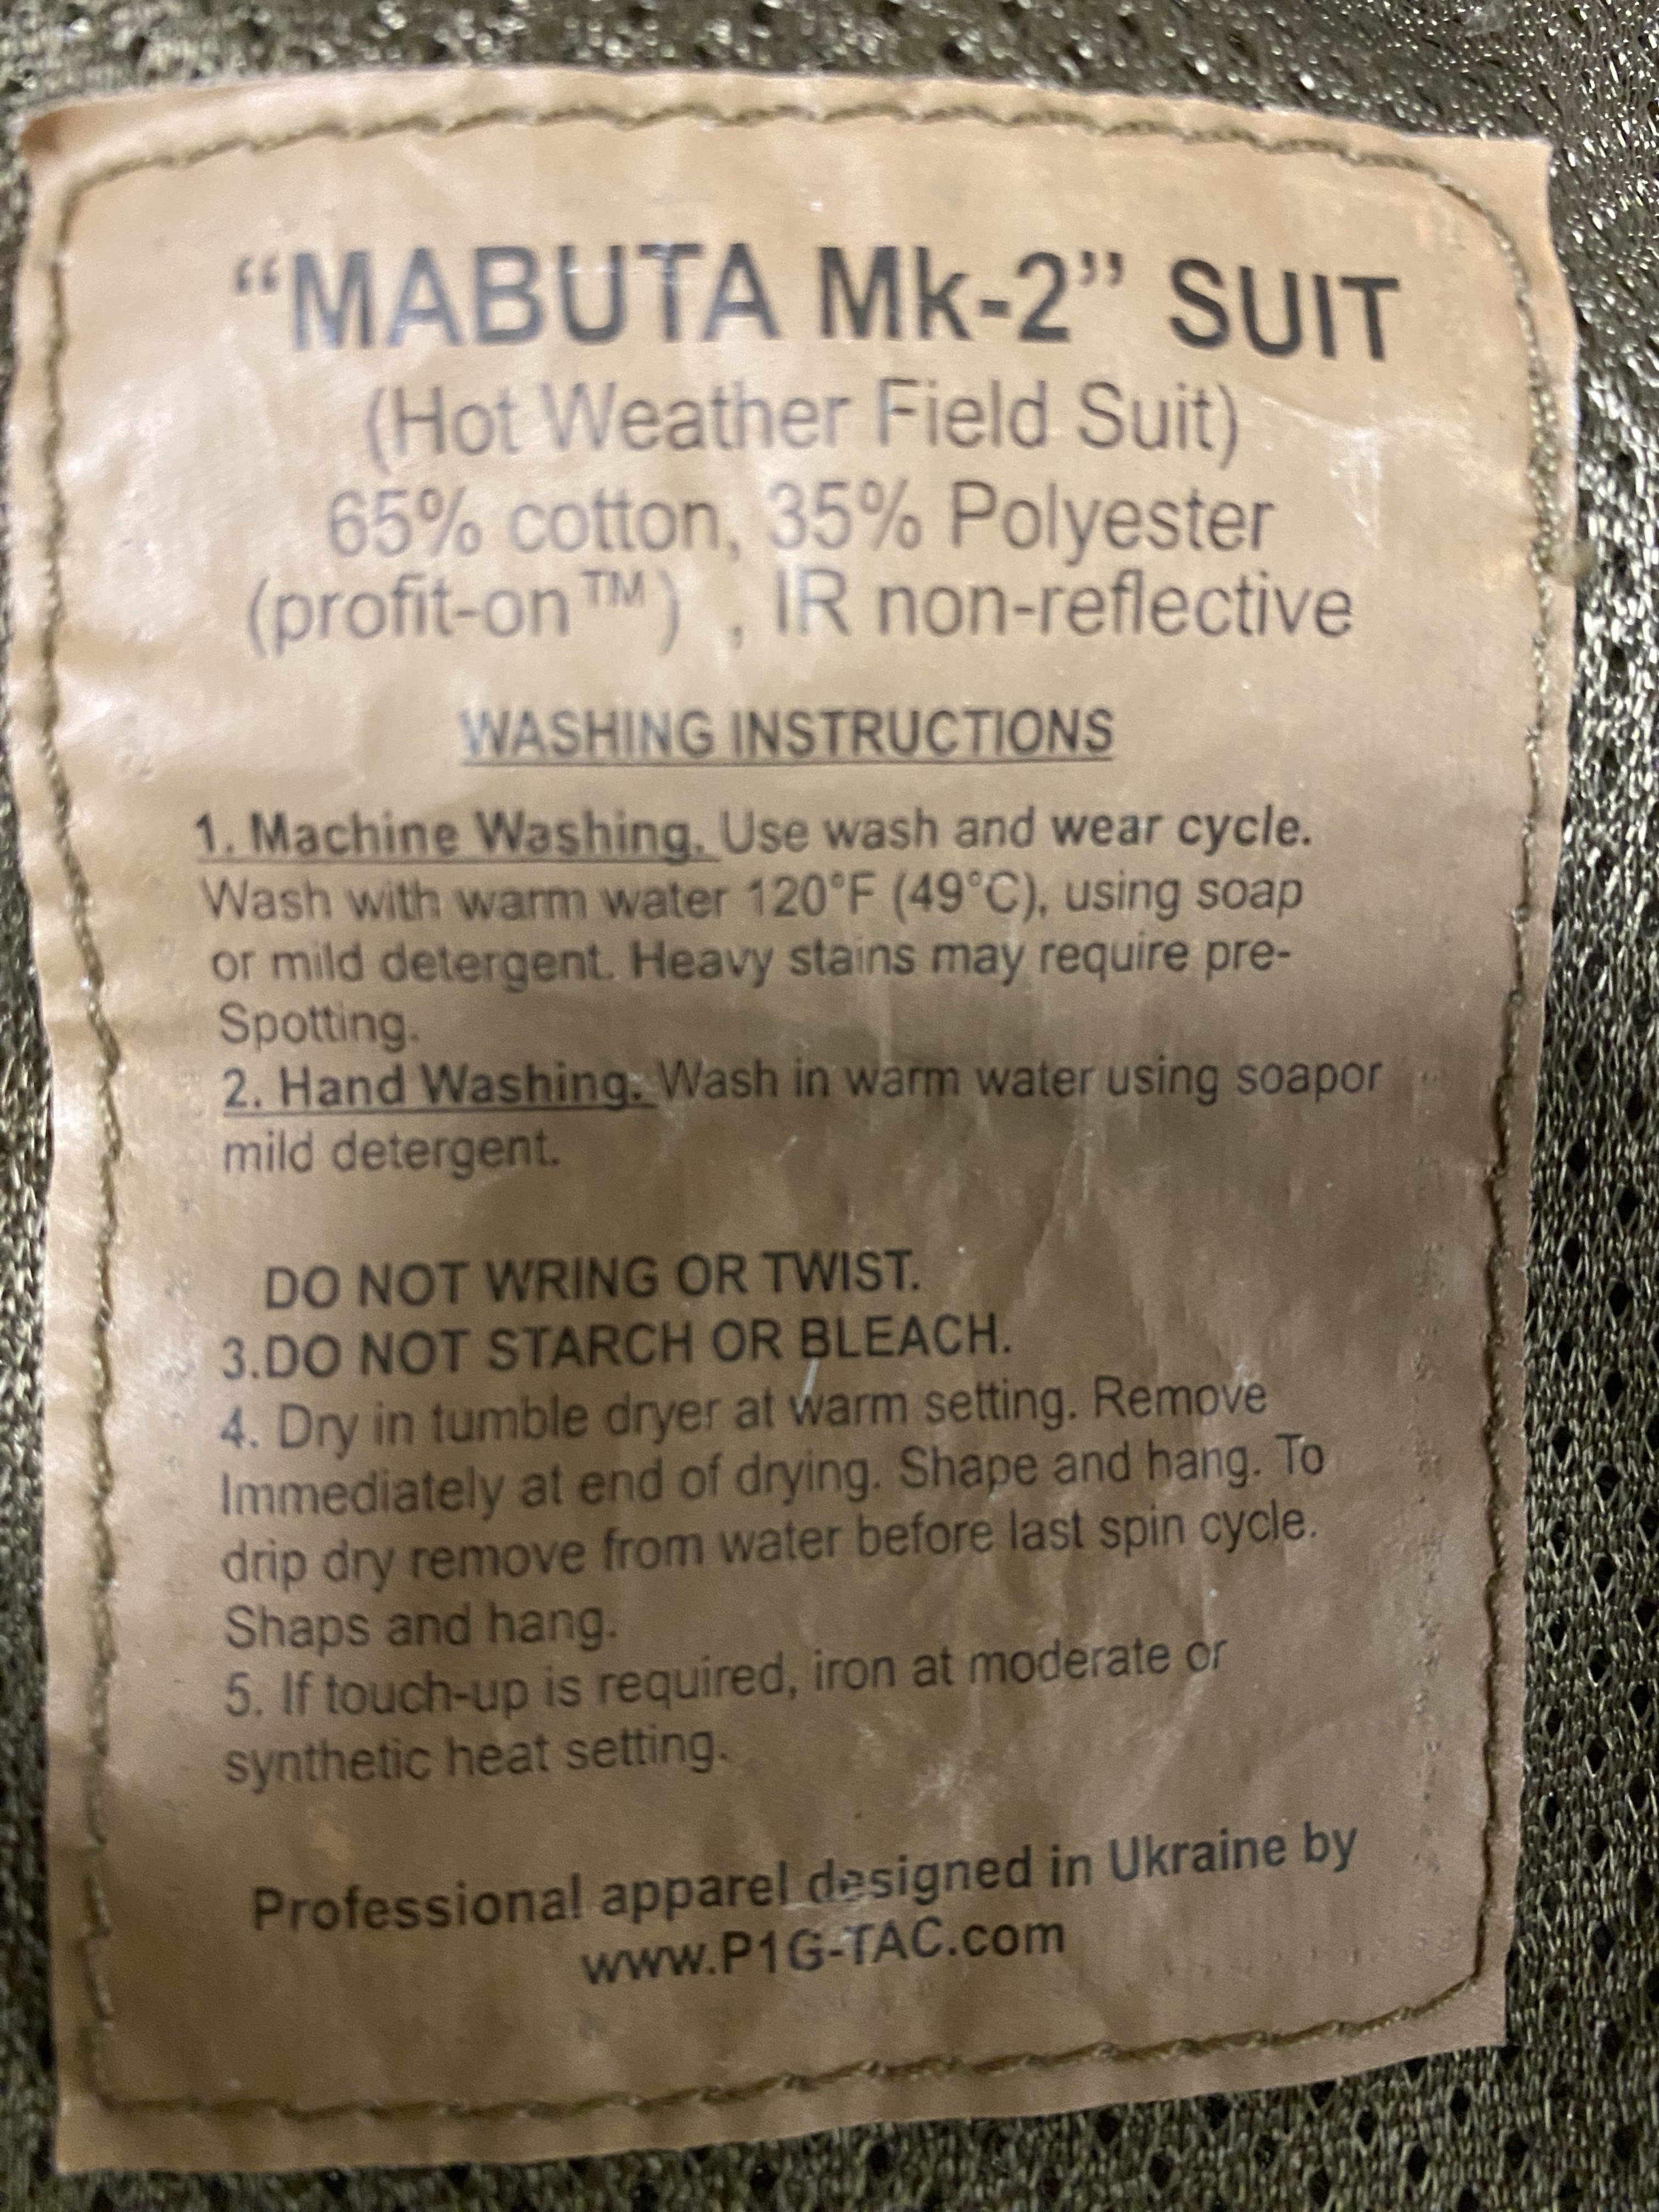 “MABUTA Mk-2” SUIT
(Hot Weather Field Suit)
65% cotton, 35% Polyester
(profit-on™) , IR non-reflective
WASHING INSTRUCTIONS
1. Machine Washing. Use wash and wear cycle.
Wash with warm water 120°F (49°C), using soap
or mild detergent. Heavy stains may require pre-
Spotting.
2. Hand Washing. Wash in warm water using soapor
mild detergent.
DO NOT WRING OR TWIST.
3.DO NOT STARCH OR BLEACH.
4. Dry in tumble dryer at warm setting. Remove
Immediately at end of drying. Shape and hang. To
drip dry remove from water before last spin cycle.
Shaps and hang.
5. If touch-up is required, iron at moderate or
synthetic heat setting.
Professional apparel designed in Ukraine by
www.P1G-TAC.com